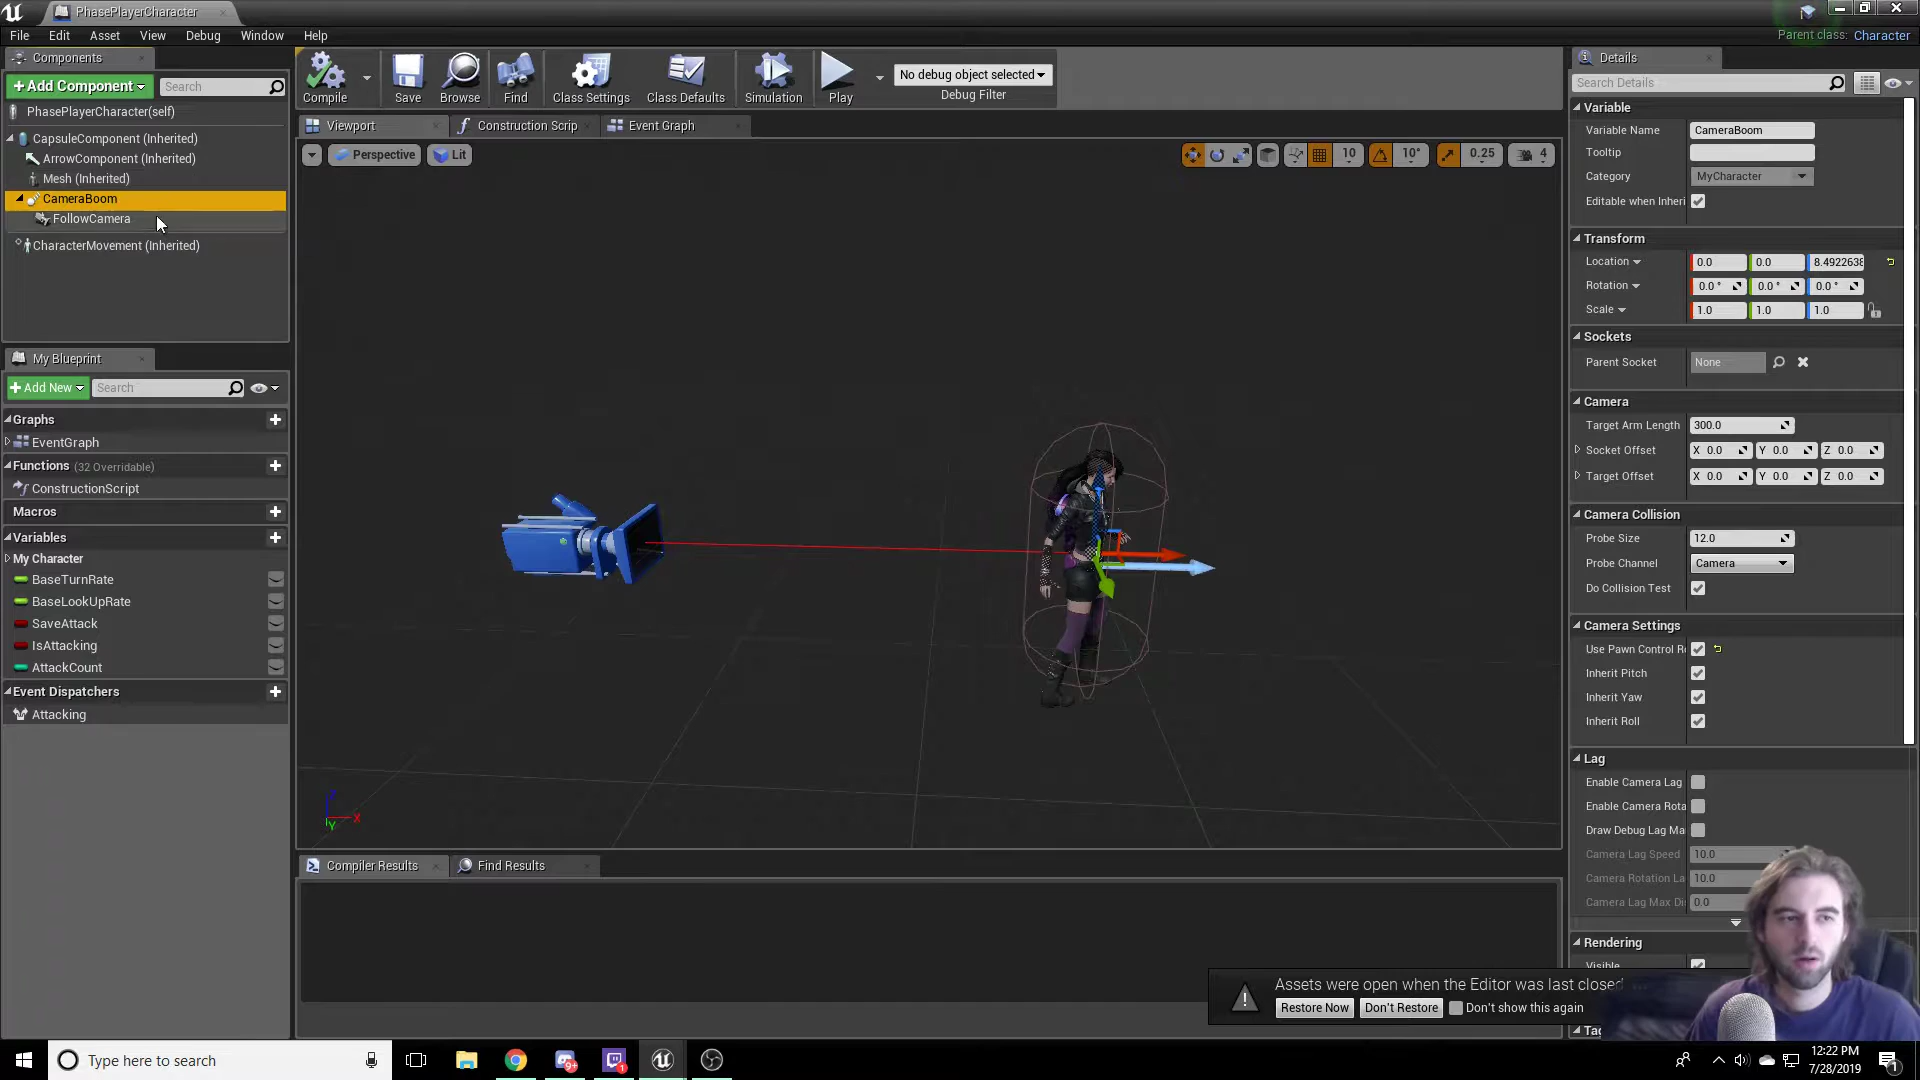 PhasePlayerCharacter
File Edit Asset View Debug Window Help
Parent class: Character
Components
+Add Component
Search
PhasePlayerCharacter(self)
CapsuleComponent (Inherited)
ArrowComponent (Inherited)
Mesh (Inherited)
CameraBoom
FollowCamera
CharacterMovement (Inherited)
My Blueprint
+Add New
Search
Graphs
EventGraph
Functions (32 Overridable)
ConstructionScript
Macros
Variables
My Character
BaseTurnRate
BaseLookUpRate
SaveAttack
IsAttacking
AttackCount
Event Dispatchers
Attacking
Compile Save Browse Find Class Settings Class Defaults Simulation Play
No debug object selected
Debug Filter
Viewport Construction Scrip Event Graph
Perspective Lit 10 10° 0.25 4
Z
X
Y
Compiler Results Find Results
Details
Search Details
Variable
Variable Name CameraBoom
Tooltip
Category MyCharacter
Editable when Inheri
Transform
Location 0.0 0.0 8.4922638
Rotation 0.0 ° 0.0 ° 0.0 °
Scale 1.0 1.0 1.0
Sockets
Parent Socket None
Camera
Target Arm Length 300.0
Socket Offset X 0.0 Y 0.0 Z 0.0
Target Offset X 0.0 Y 0.0 Z 0.0
Camera Collision
Probe Size 12.0
Probe Channel Camera
Do Collision Test
Camera Settings
Use Pawn Control Ro
Inherit Pitch
Inherit Yaw
Inherit Roll
Lag
Enable Camera Lag
Enable Camera Rota
Draw Debug Lag Ma
Camera Lag Speed 10.0
Camera Rotation La 10.0
Camera Lag Max Di 0.0
Rendering
Visible
Assets were open when the Editor was last closed
Restore Now Don't Restore Don't show this again
Type here to search
12:22 PM
7/28/2019